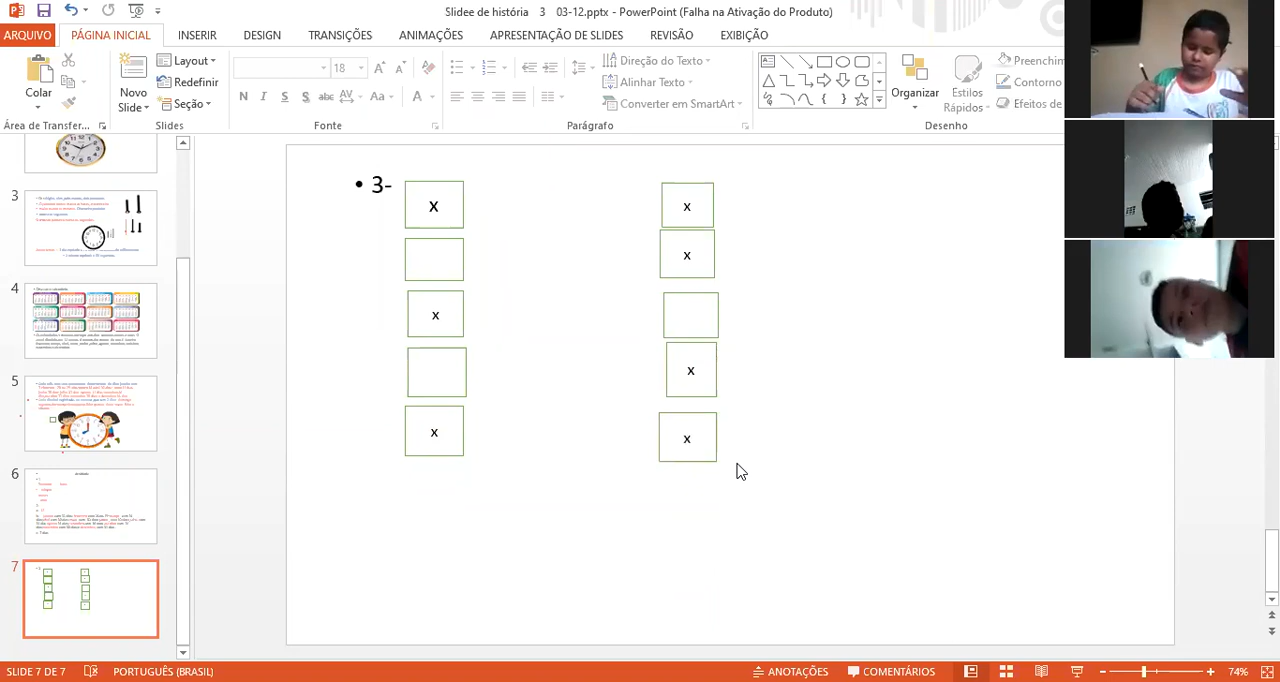 Slidee de história 3 03-12.pptx - PowerPoint (Falha na Ativação do Produto)
ARQUIVO PÁGINA INICIAL INSERIR DESIGN TRANSIÇÕES ANIMAÇÕES APRESENTAÇÃO DE SLIDES REVISÃO EXIBIÇÃO
Layout Direção do Texto Preenchim
Colar Novo Slide Redefinir 18 Alinhar Texto Organizar Estilos Rápidos Contorno
Seção N I S S abc AV Aa A Converter em SmartArt Efeitos de
Área de Transfer... Slides Fonte Parágrafo Desenho
• 3- x x
x
x
x
x x
3
4
5
6
7
SLIDE 7 DE 7 PORTUGUÊS (BRASIL) ANOTAÇÕES COMENTÁRIOS 74%